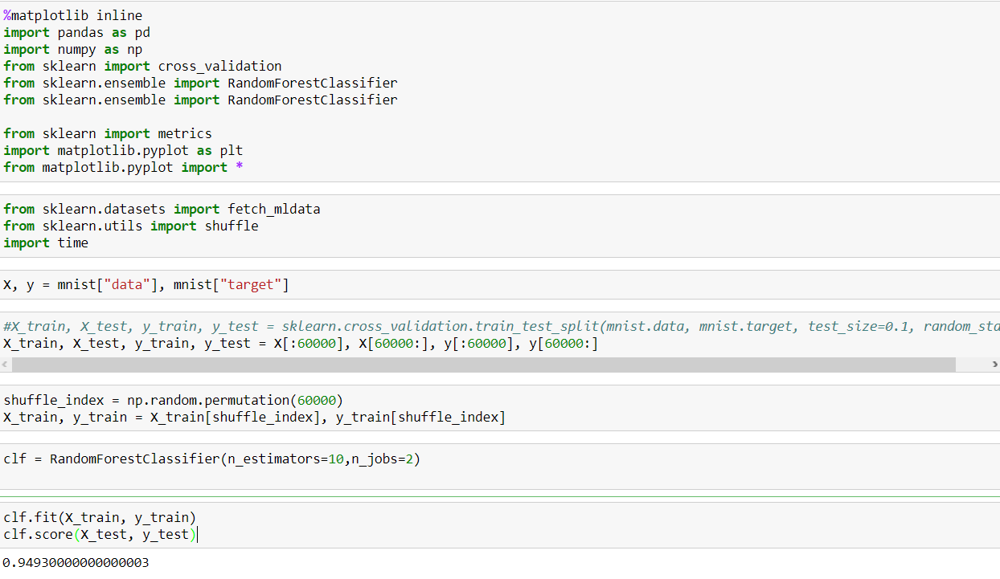 %matplotlib inline
import pandas as pd
import numpy as np
from sklearn import cross_validation
from sklearn.ensemble import RandomForestClassifier
from sklearn.ensemble import RandomForestClassifier
from sklearn import metrics
import matplotlib.pyplot as plt
from matplotlib.pyplot import *
from sklearn.datasets import fetch_mldata
from sklearn.utils import shuffle
import time
X, y = mnist["data"], mnist["target"]
#X_train, X_test, y_train, y_test = sklearn.cross_validation.train_test_split(mnist.data, mnist.target, test_size=0.1, random_sta
X_train, X_test, y_train, y_test = X[:60000], X[60000:], y[:60000], y[60000:]
shuffle_index = np.random.permutation(60000)
X_train, y_train = X_train[shuffle_index], y_train[shuffle_index]
clf = RandomForestClassifier(n_estimators=10,n_jobs=2)
clf.fit(X_train, y_train)
clf.score(X_test, y_test)
0.94930000000000003